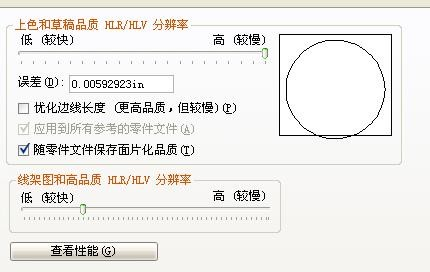 上色和草稿品质 HLR/HLV 分辨率
低 (较快) 高 (较慢)
误差(D): 0.00592923in
优化边线长度 (更高品质，但较慢)(P)
应用到所有参考的零件文件(A)
随零件文件保存面片化品质(T)
线架图和高品质 HLR/HLV 分辨率
低 (较快) 高 (较慢)
查看性能(G)